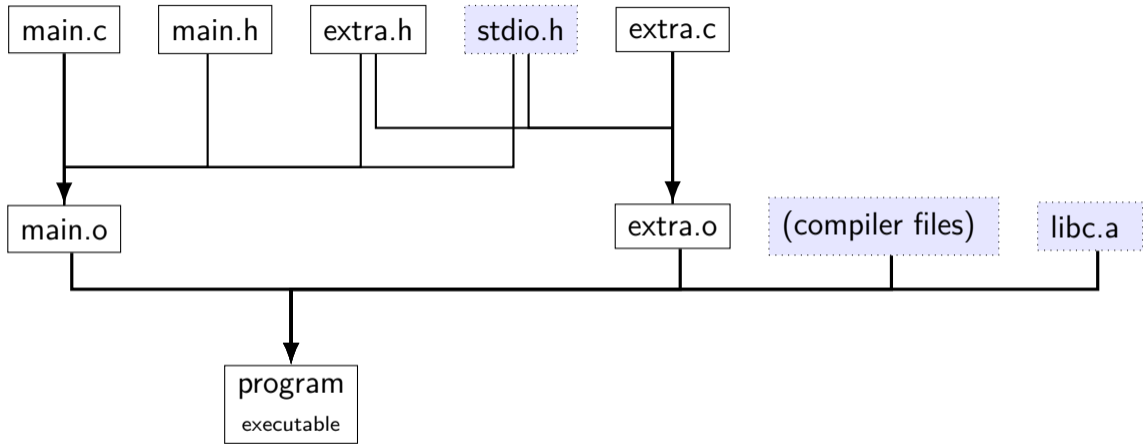 main.c
main.h
extra.h
stdio.h
extra.c
main.o
extra.o
(compiler files)
libc.a
program
executable